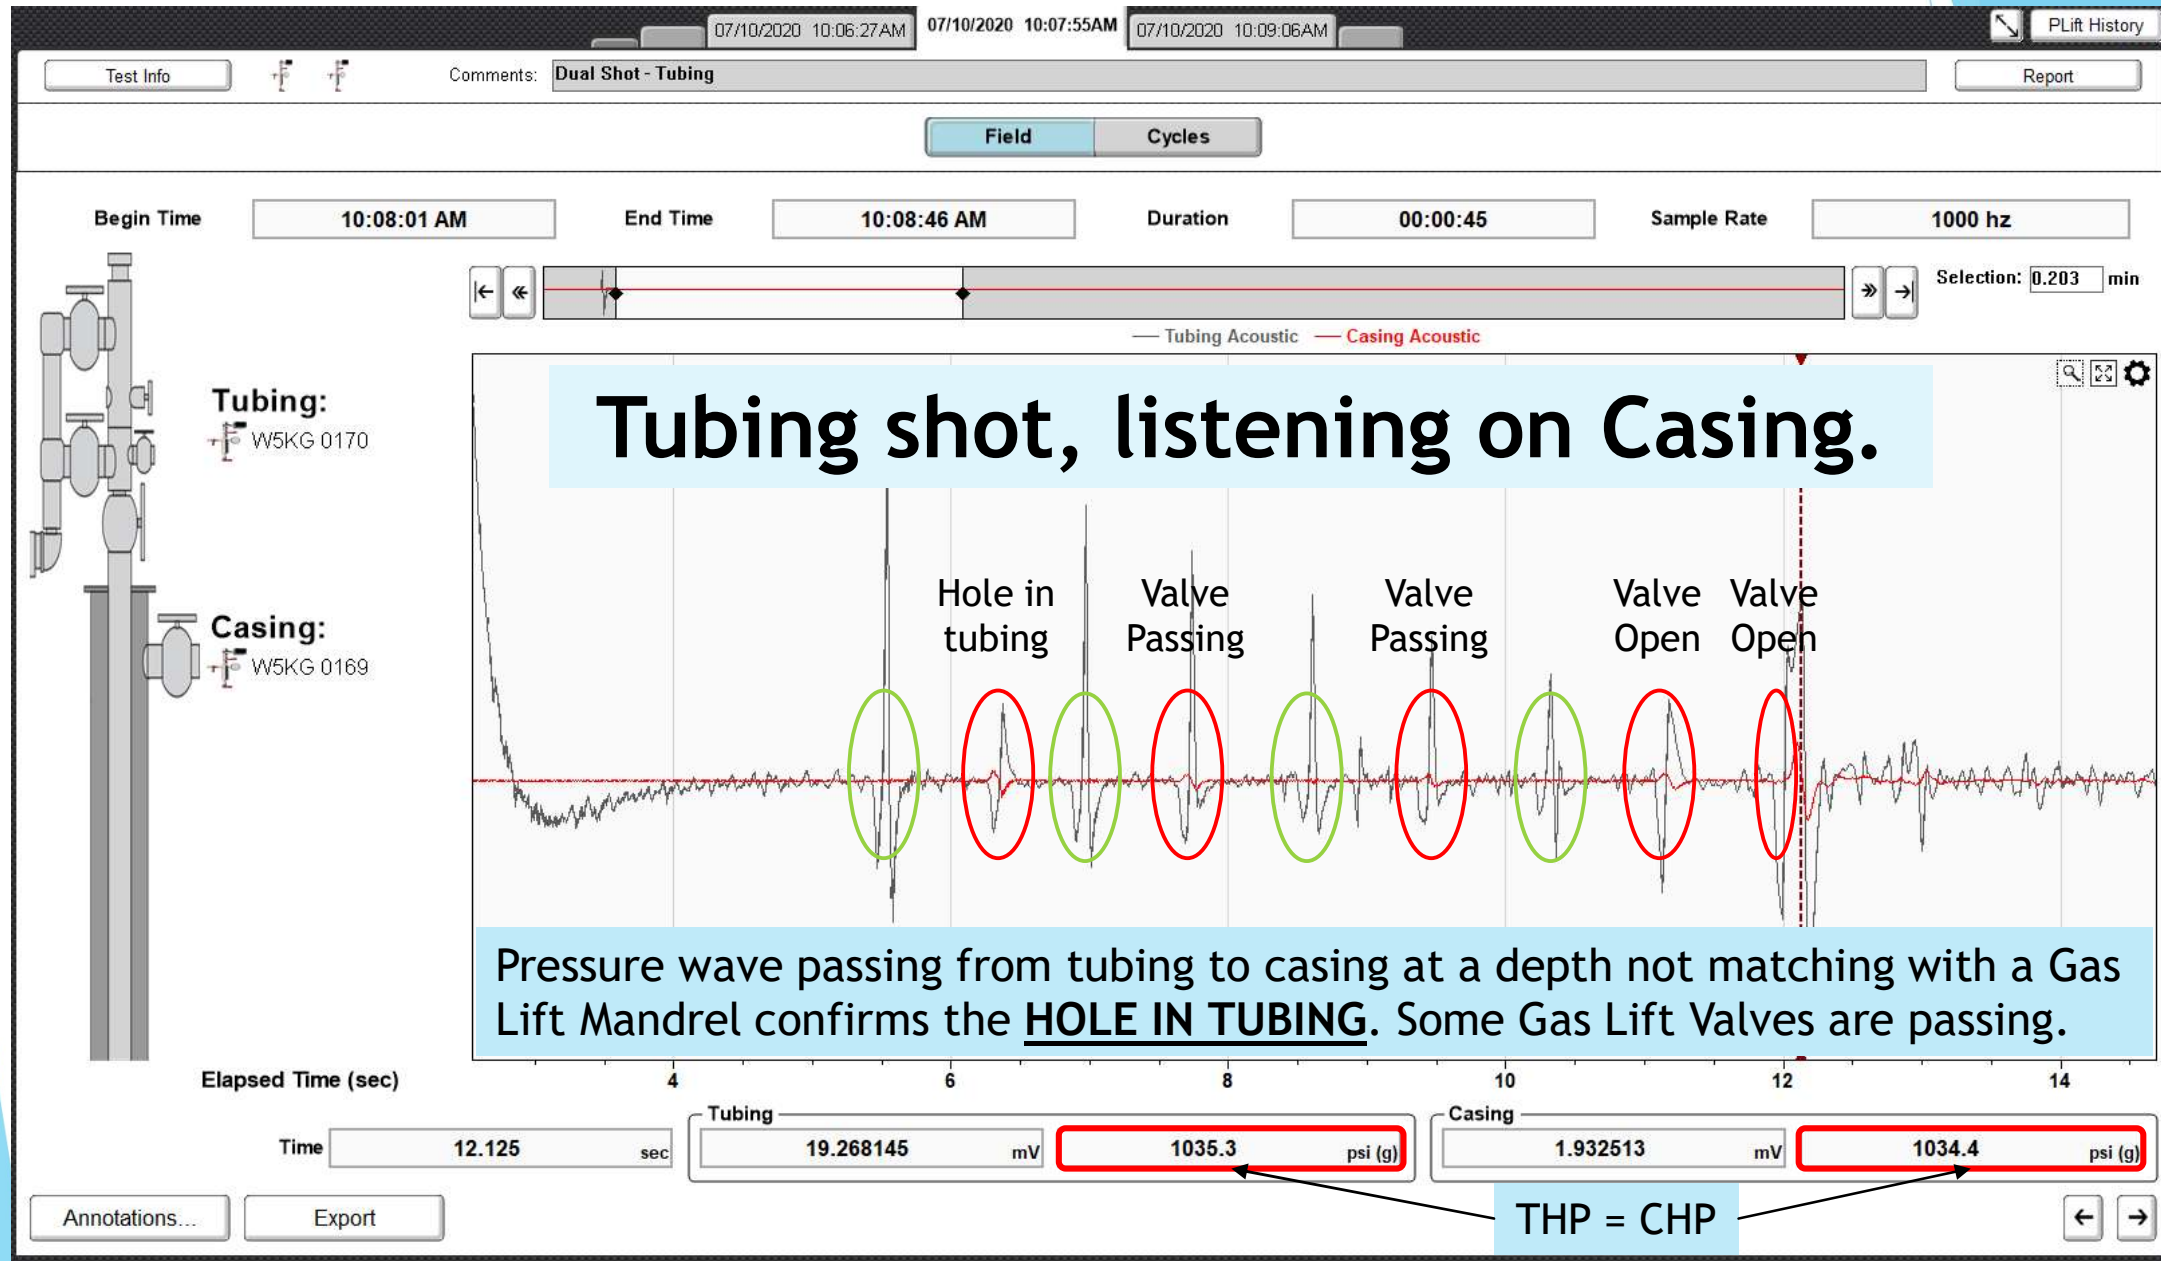 07/10/2020 10:06:27AM
07/10/2020 10:07:55AM
07/10/2020 10:09:06AM
PLift History
Test Info
Comments:
Dual Shot - Tubing
Report
Field
Cycles
Begin Time
10:08:01 AM
End Time
10:08:46 AM
Duration
00:00:45
Sample Rate
1000 hz
Selection: 0.203 min
Tubing Acoustic
Casing Acoustic
Tubing shot, listening on Casing.
Tubing:
W5KG 0170
Casing:
W5KG 0169
Hole in
tubing
Valve
Passing
Valve
Passing
Valve
Open
Valve
Open
Pressure wave passing from tubing to casing at a depth not matching with a Gas
Lift Mandrel confirms the HOLE IN TUBING. Some Gas Lift Valves are passing.
Elapsed Time (sec)
4
6
8
10
12
14
Time
12.125 sec
Tubing
19.268145 mV
1035.3 psi (g)
Casing
1.932513 mV
1034.4 psi (g)
Annotations...
Export
THP = CHP